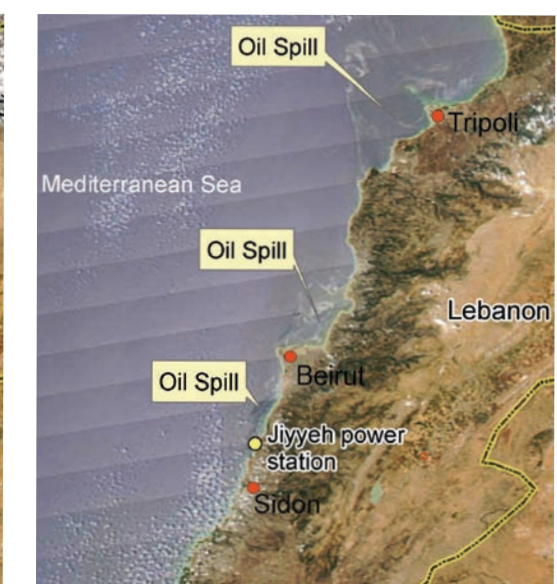 Oil Spill
Tripoli
Mediterranean Sea
Oil Spill
Lebanon
Beirut
Oil Spill
Jiyyeh power
station
Sidon